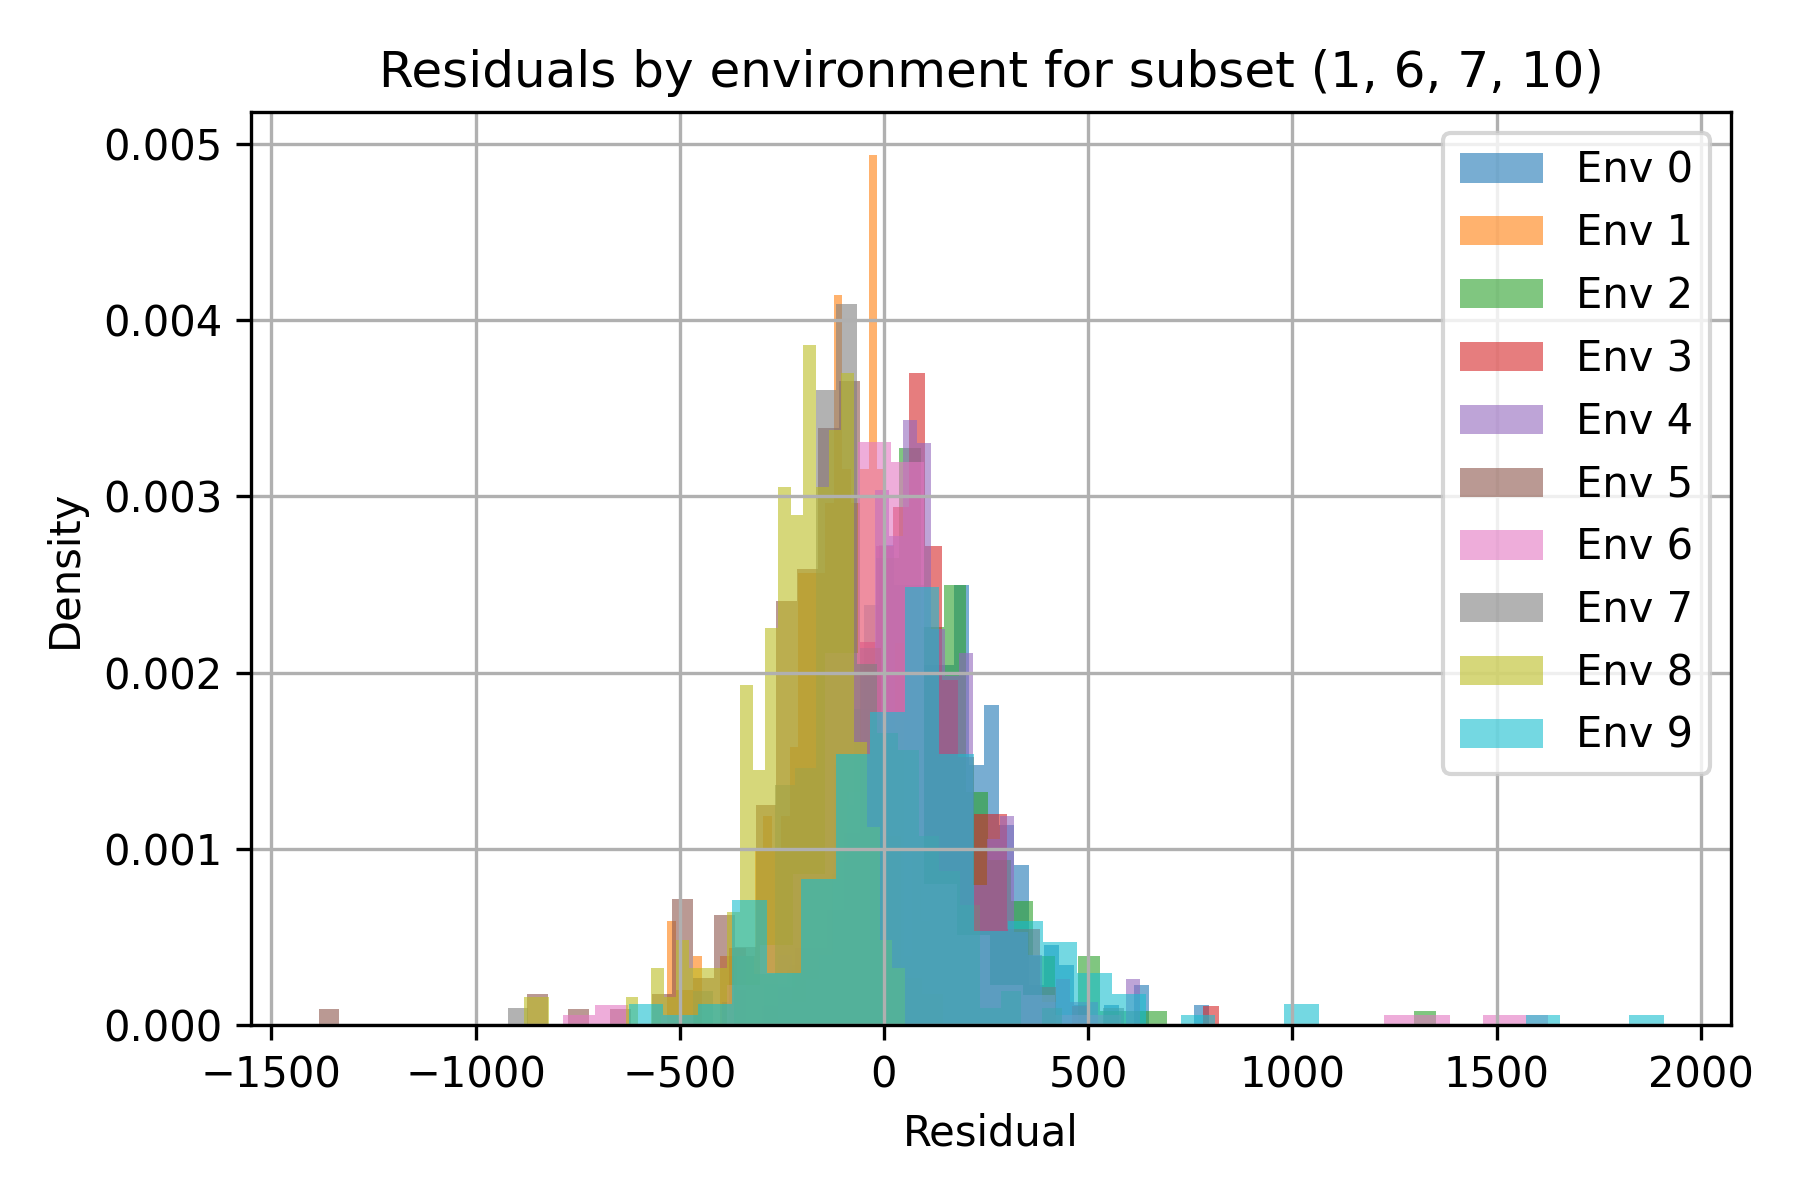 Residuals by environment for subset (1, 6, 7, 10)
0.005
0.004
0.003
0.002
0.001
0.000
Density
−1500
−1000
−500
0
500
1000
1500
2000
Residual
Env 0
Env 1
Env 2
Env 3
Env 4
Env 5
Env 6
Env 7
Env 8
Env 9